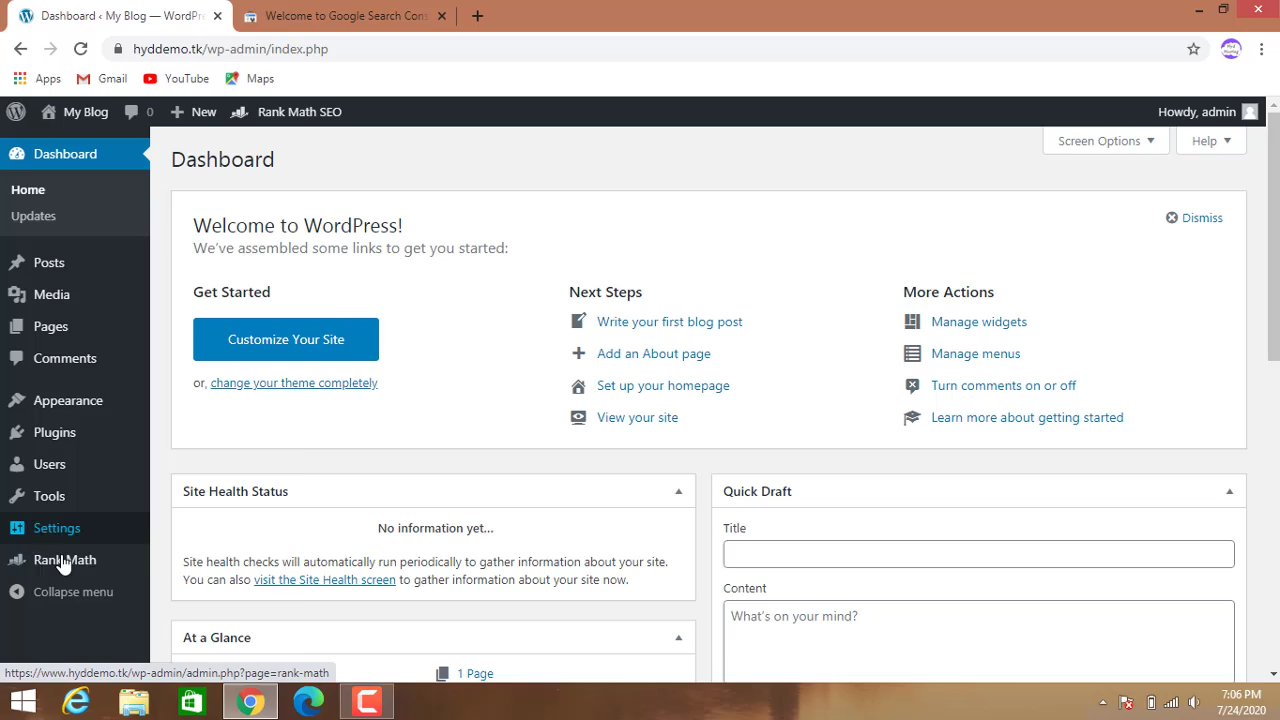 Dashboard ‹ My Blog — WordPre
Welcome to Google Search Cons
hyddemo.tk/wp-admin/index.php
Apps
Gmail
YouTube
Maps
My Blog
0
New
Rank Math SEO
Howdy, admin
Dashboard
Home
Updates
Posts
Media
Pages
Comments
Appearance
Plugins
Users
Tools
Settings
Rank Math
Collapse menu
Dashboard
Screen Options
Help
Welcome to WordPress!
We've assembled some links to get you started:
Dismiss
Get Started
Customize Your Site
or, change your theme completely
Next Steps
Write your first blog post
Add an About page
Set up your homepage
View your site
More Actions
Manage widgets
Manage menus
Turn comments on or off
Learn more about getting started
Site Health Status
No information yet...
Site health checks will automatically run periodically to gather information about your site.
You can also visit the Site Health screen to gather information about your site now.
At a Glance
1 Page
Quick Draft
Title
Content
What's on your mind?
https://www.hyddemo.tk/wp-admin/admin.php?page=rank-math
7:06 PM
7/24/2020